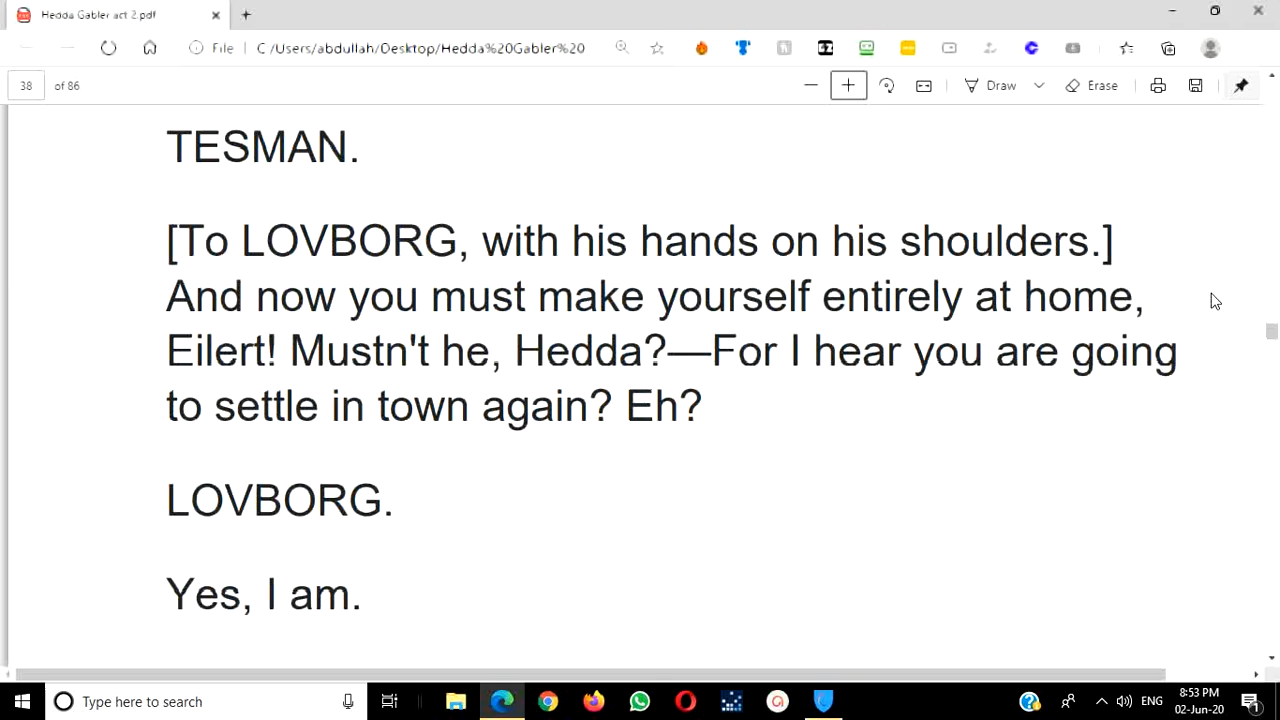 Hedda Gabler act 2.pdf
File C:/Users/abdullah/Desktop/Hedda%20Gabler%20
38 of 86 Draw Erase
TESMAN.
[To LOVBORG, with his hands on his shoulders.]
And now you must make yourself entirely at home,
Eilert! Mustn't he, Hedda?—For I hear you are going
to settle in town again? Eh?
LOVBORG.
Yes, I am.
Type here to search ENG 8:53 PM
02-Jun-20 1